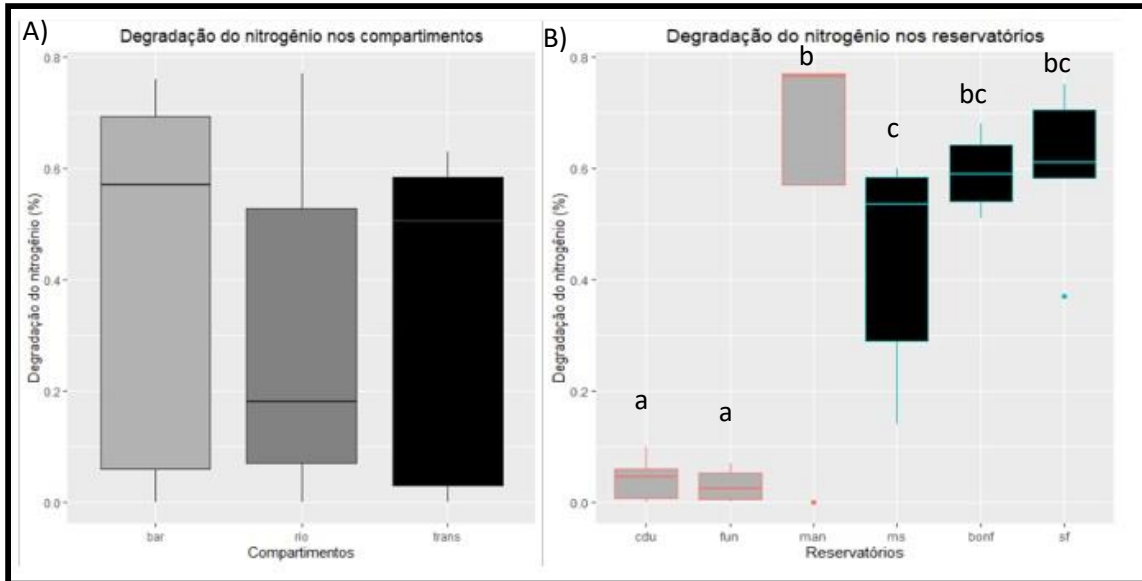 A)
Degradação do nitrogênio nos compartimentos
Degradação do nitrogênio (%)
0.8
0.6
0.4
0.2
0.0
bar rio trans
Compartimentos
B)
Degradação do nitrogênio nos reservatórios
Degradação do nitrogênio (%)
0.8
0.6
0.4
0.2
0.0
a a b c bc bc
cdu fun man ms bonf sf
Reservatórios